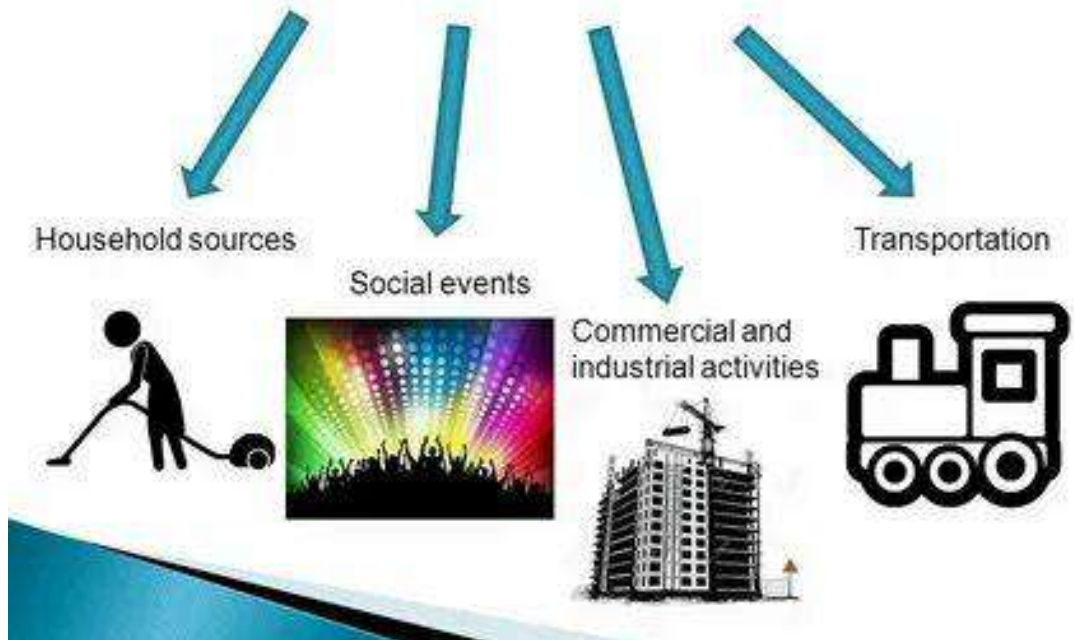 Household sources
Social events
Commercial and
industrial activities
Transportation